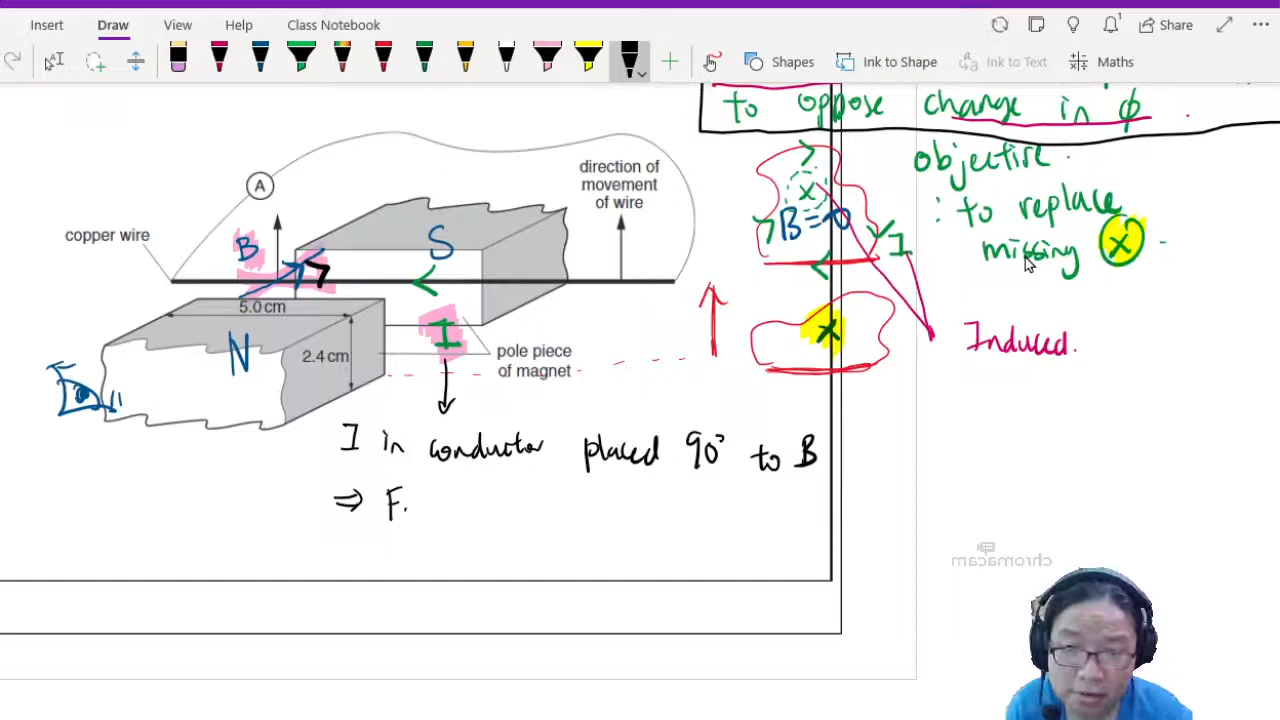 Insert Draw View Help Class Notebook
1
Share
Shapes
Ink to Shape
Ink to Text
Maths
to oppose change in ϕ .
objective.
: to replace
missing X
A
direction of
movement
of wire
copper wire
B
S
X
B = 0
I
5.0 cm
N
2.4 cm
I
X
pole piece
of magnet
Induced.
I in conductor placed 90° to B
⇒ F.
chromacam